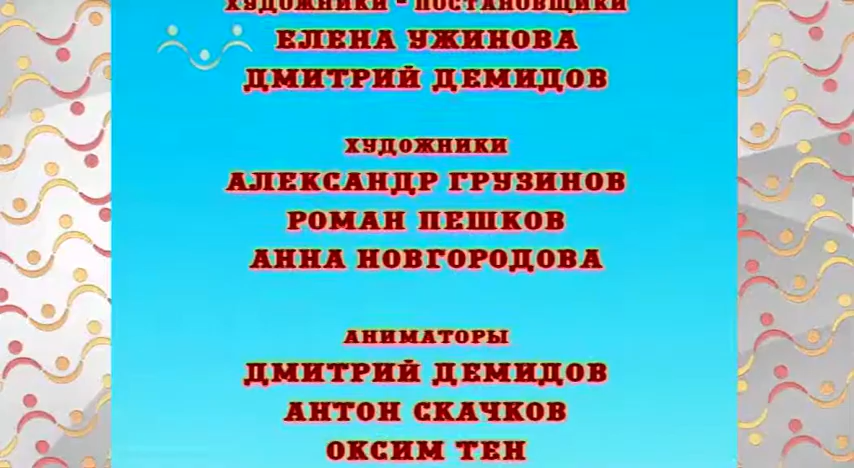 ХУДОЖНИКИ - ПОСТАНОВЩИКИ
ЕЛЕНА УЖИНОВА
ДМИТРИЙ ДЕМИДОВ
ХУДОЖНИКИ
АЛЕКСАНДР ГРУЗИНОВ
РОМАН ПЕШКОВ
АННА НОВГОРОДОВА
АНИМАТОРЫ
ДМИТРИЙ ДЕМИДОВ
АНТОН СКАЧКОВ
ОКСИМ ТЕН